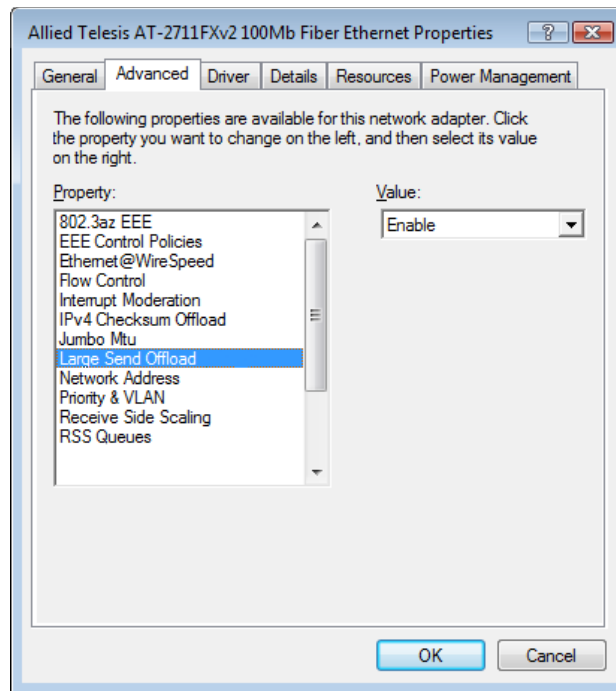 Allied Telesis AT-2711FXv2 100Mb Fiber Ethernet Properties
General Advanced Driver Details Resources Power Management
The following properties are available for this network adapter. Click
the property you want to change on the left, and then select its value
on the right.
Property:
Value:
802.3az EEE
Enable
EEE Control Policies
Ethernet@WireSpeed
Flow Control
Interrupt Moderation
IPv4 Checksum Offload
Jumbo Mtu
Large Send Offload
Network Address
Priority & VLAN
Receive Side Scaling
RSS Queues
OK Cancel